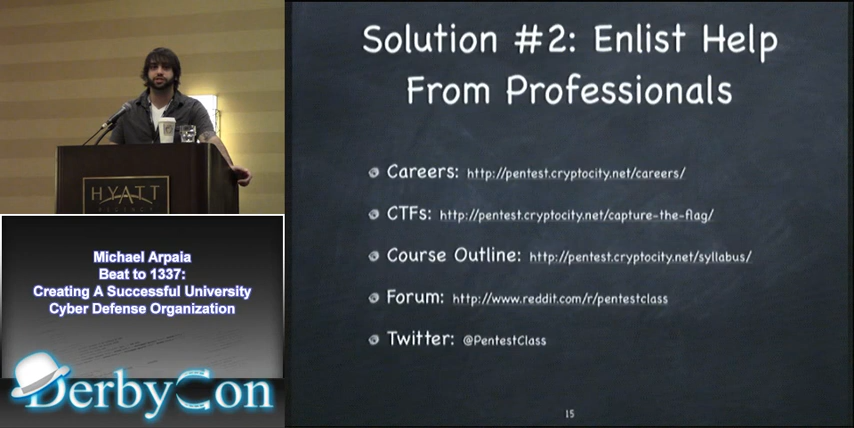 Solution #2: Enlist Help
From Professionals
Careers: http://pentest.cryptocity.net/careers/
CTFs: http://pentest.cryptocity.net/capture-the-flag/
Course Outline: http://pentest.cryptocity.net/syllabus/
Forum: http://www.reddit.com/r/pentestclass
Twitter: @PentestClass
15
HYATT
Michael Arpaia
Beat to 1337:
Creating A Successful University
Cyber Defense Organization
DerbyCon